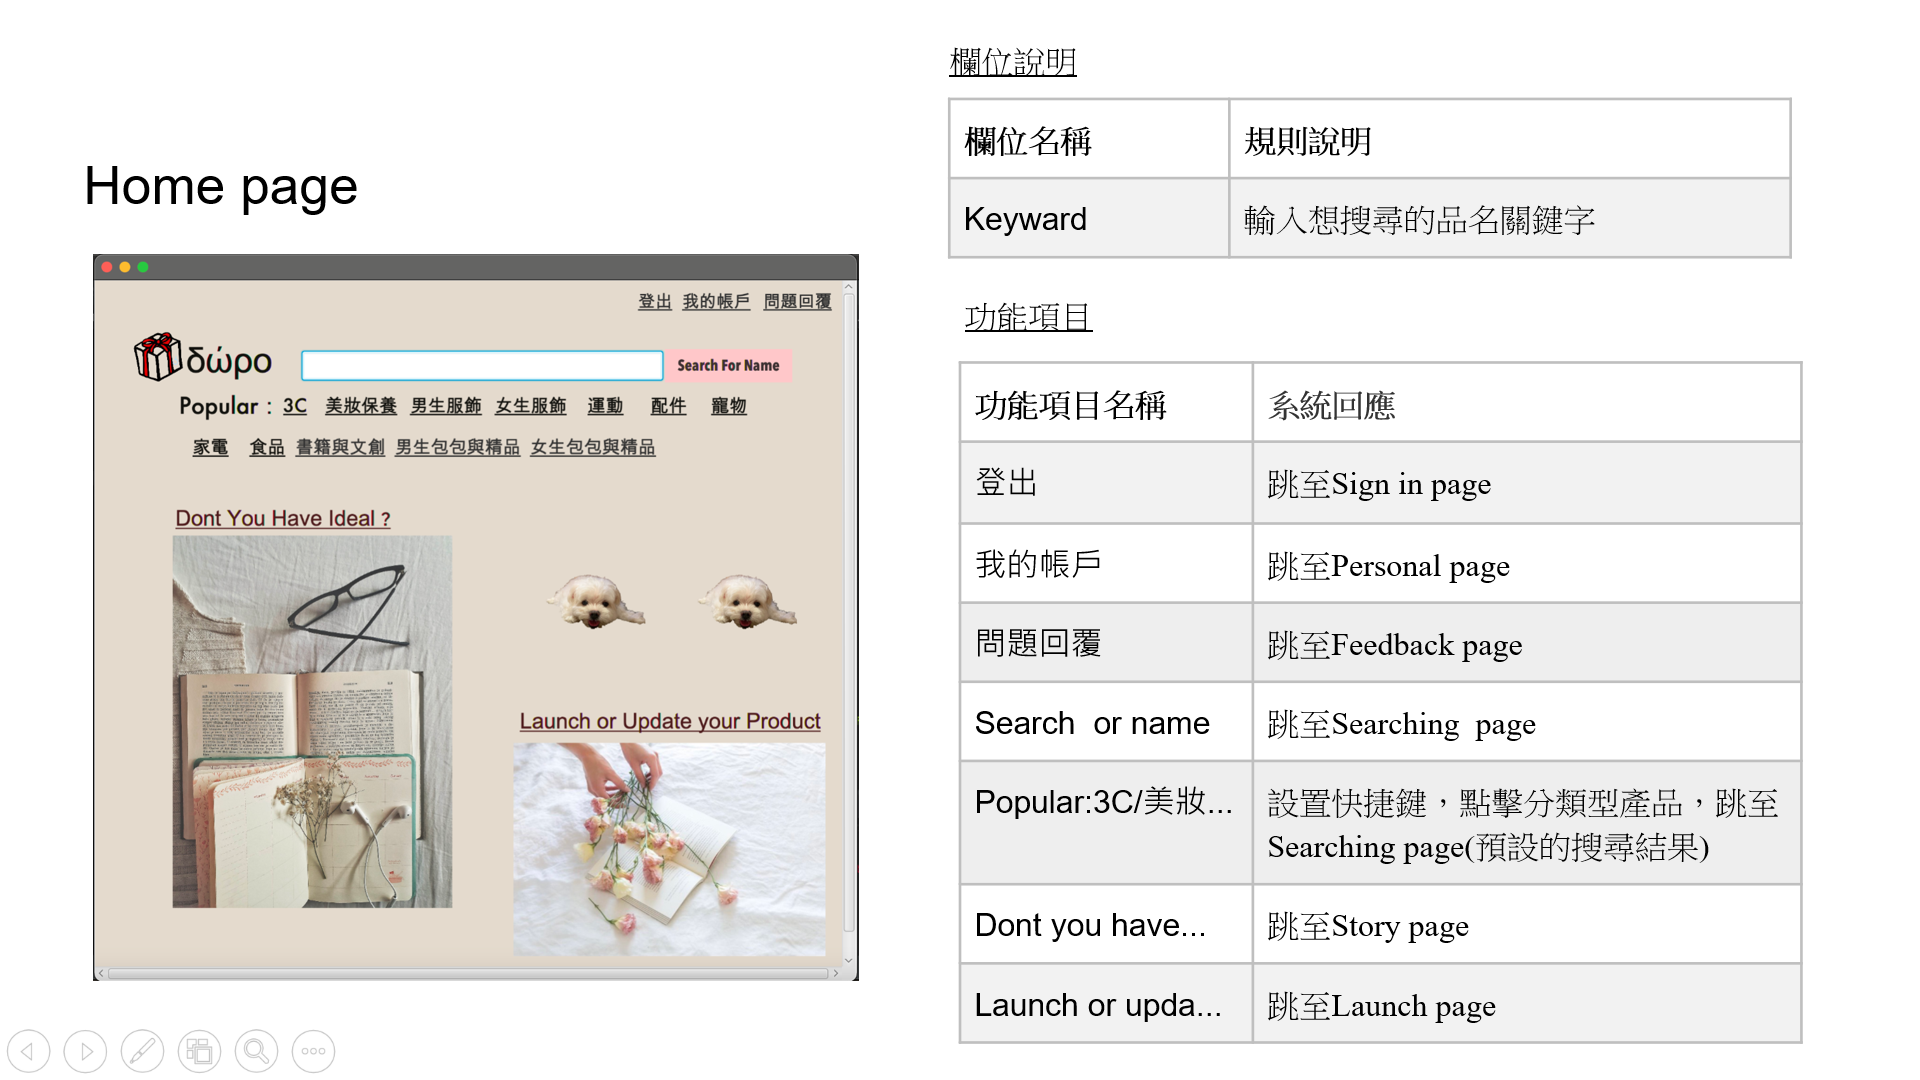 Home page
登出 我的帳戶 問題回覆
δώρο
Search For Name
Popular : 3C 美妝保養 男生服飾 女生服飾 運動 配件 寵物
家電 食品 書籍與文創 男生包包與精品 女生包包與精品
Dont You Have Ideal ?
Launch or Update your Product
欄位說明
欄位名稱 規則說明
Keyward 輸入想搜尋的品名關鍵字
功能項目
功能項目名稱 系統回應
登出 跳至Sign in page
我的帳戶 跳至Personal page
問題回覆 跳至Feedback page
Search or name 跳至Searching page
Popular:3C/美妝... 設置快捷鍵，點擊分類型產品，跳至
Searching page(預設的搜尋結果)
Dont you have... 跳至Story page
Launch or upda... 跳至Launch page